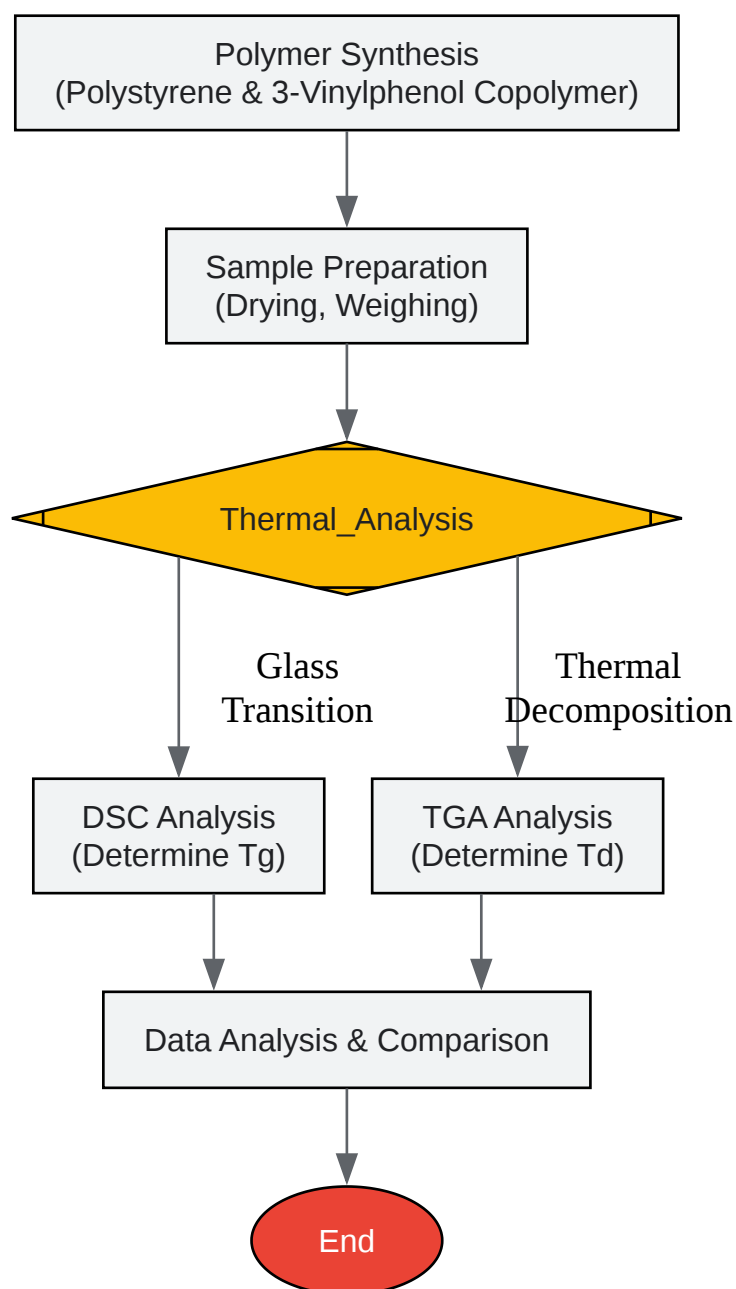 Polymer Synthesis
(Polystyrene & 3-Vinylphenol Copolymer)
Sample Preparation
(Drying, Weighing)
Thermal_Analysis
Glass
Transition
Thermal
Decomposition
DSC Analysis
(Determine Tg)
TGA Analysis
(Determine Td)
Data Analysis & Comparison
End